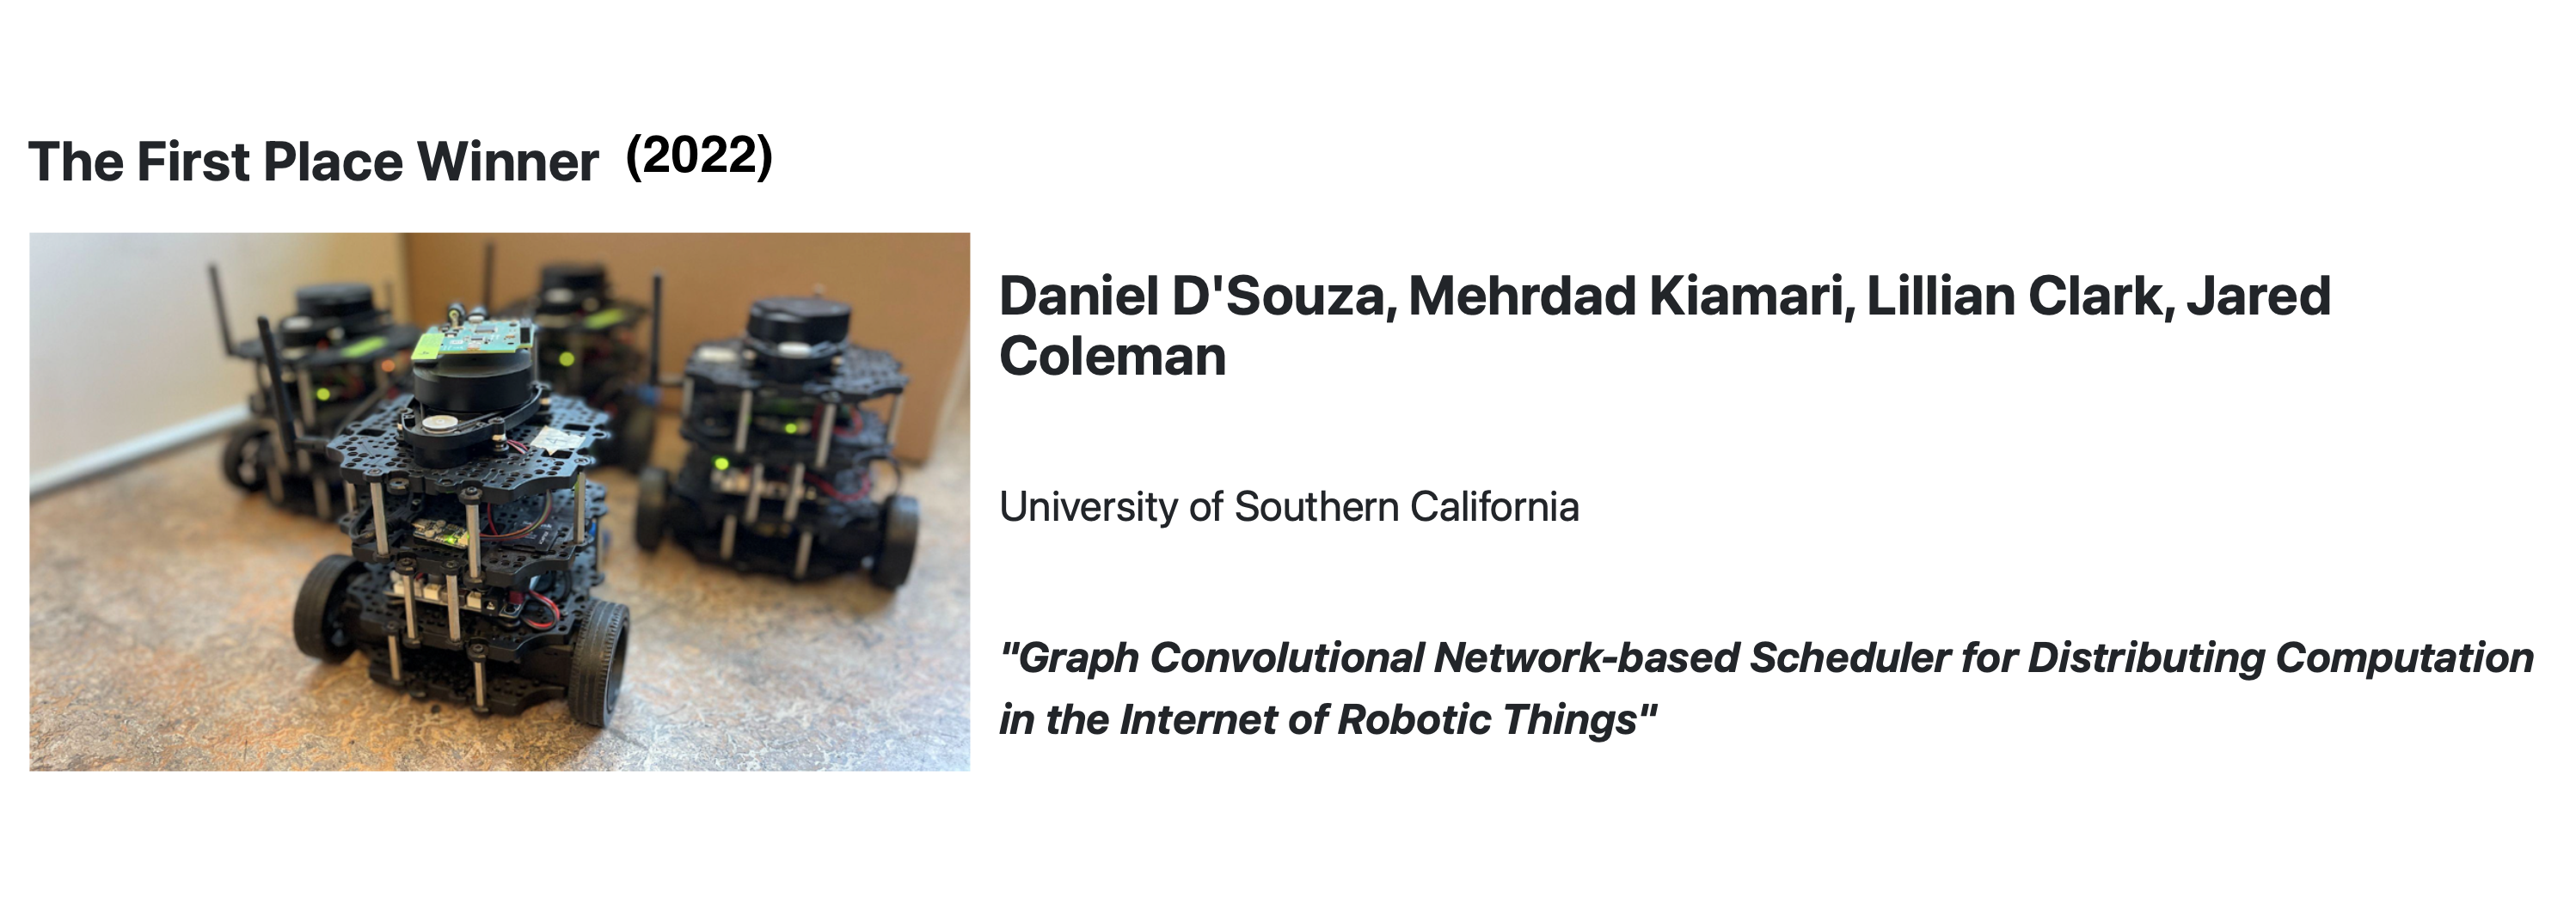 The First Place Winner (2022)
Daniel D'Souza, Mehrdad Kiamari, Lillian Clark, Jared
Coleman
University of Southern California
"Graph Convolutional Network-based Scheduler for Distributing Computation
in the Internet of Robotic Things"